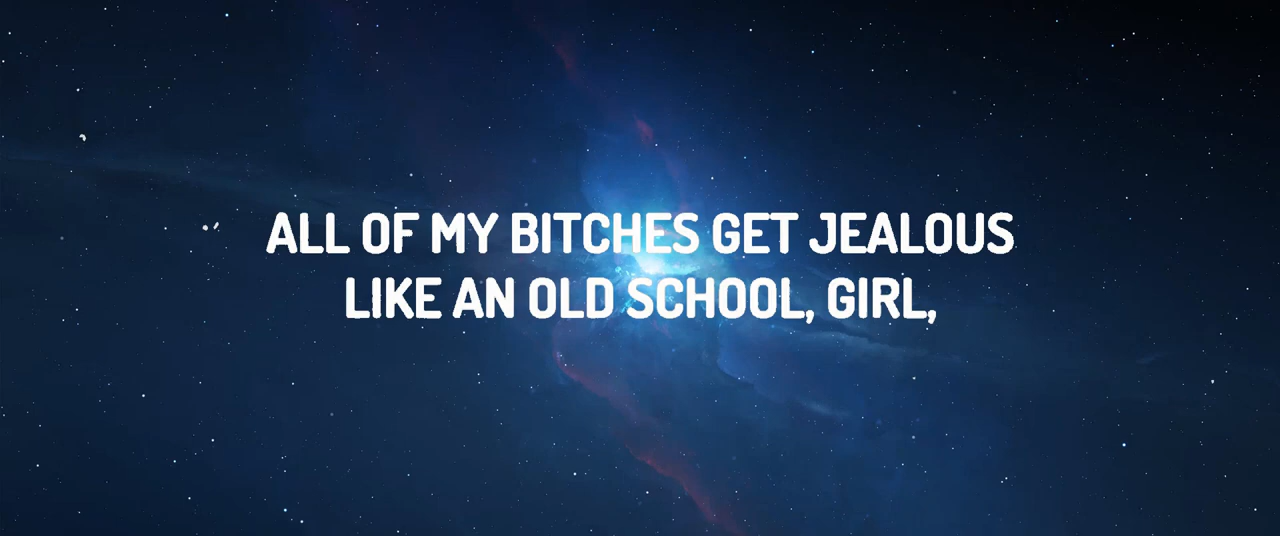 ALL OF MY BITCHES GET JEALOUS
LIKE AN OLD SCHOOL, GIRL,